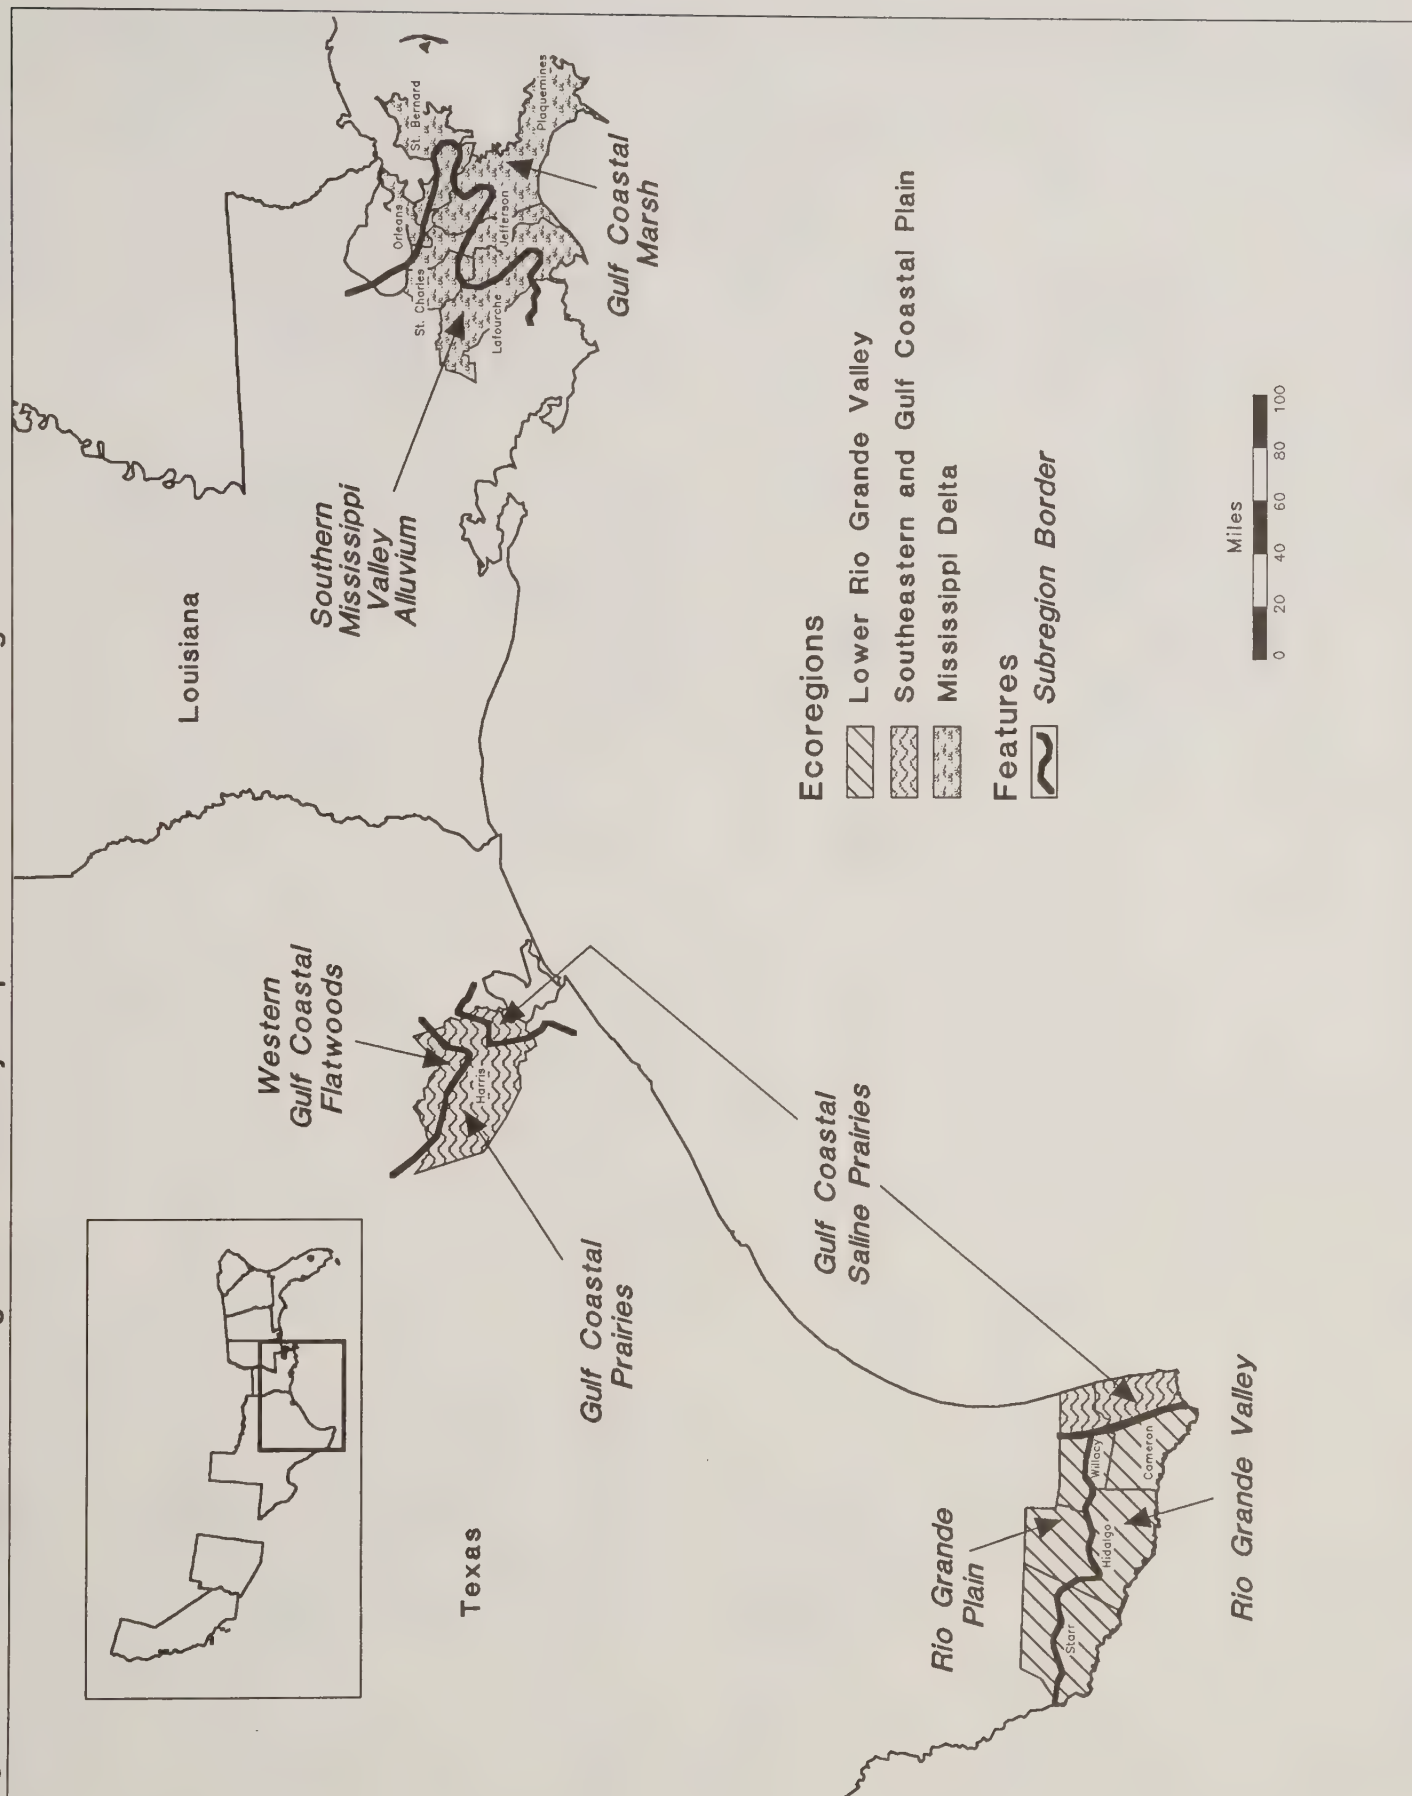 Louisiana
Southern
Mississippi
Valley
Alluvium
St. Bernard
Orleans
St. Charles
Plaquemines
Jefferson
Lafourche
Gulf Coastal
Marsh
Western
Gulf Coastal
Flatwoods
Harris
Gulf Coastal
Prairies
Texas
Gulf Coastal
Saline Prairies
Rio Grande
Plain
Willacy
Cameron
Hidalgo
Starr
Rio Grande Valley
Ecoregions
Lower Rio Grande Valley
Southeastern and Gulf Coastal Plain
Mississippi Delta
Features
Subregion Border
Miles
0 20 40 60 80 100